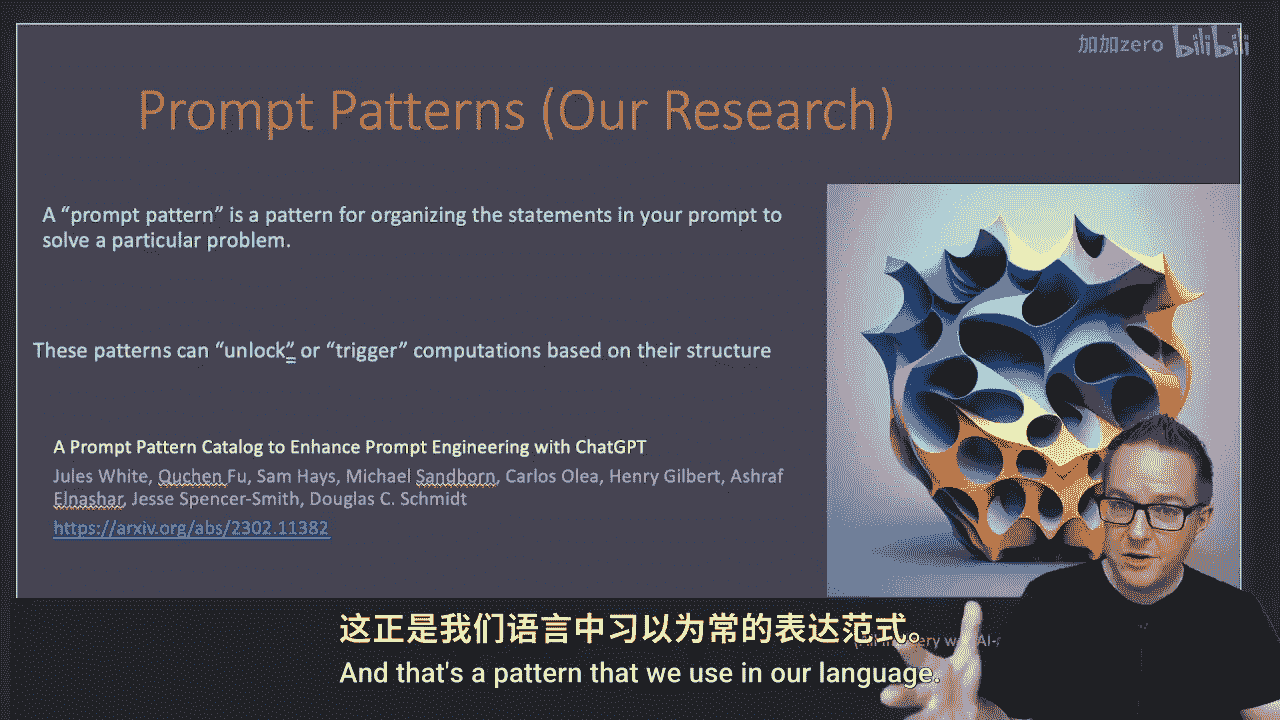 加加zero bilibili
Prompt Patterns (Our Research)
A “prompt pattern” is a pattern for organizing the statements in your prompt to
solve a particular problem.
These patterns can “unlock” or “trigger” computations based on their structure
A Prompt Pattern Catalog to Enhance Prompt Engineering with ChatGPT
Jules White, Quchen Fu, Sam Hays, Michael Sandborn, Carlos Olea, Henry Gilbert, Ashraf
Elnashar, Jesse Spencer-Smith, Douglas C. Schmidt
https://arxiv.org/abs/2302.11382
这正是我们语言中习以为常的表达范式。
And that's a pattern that we use in our language.